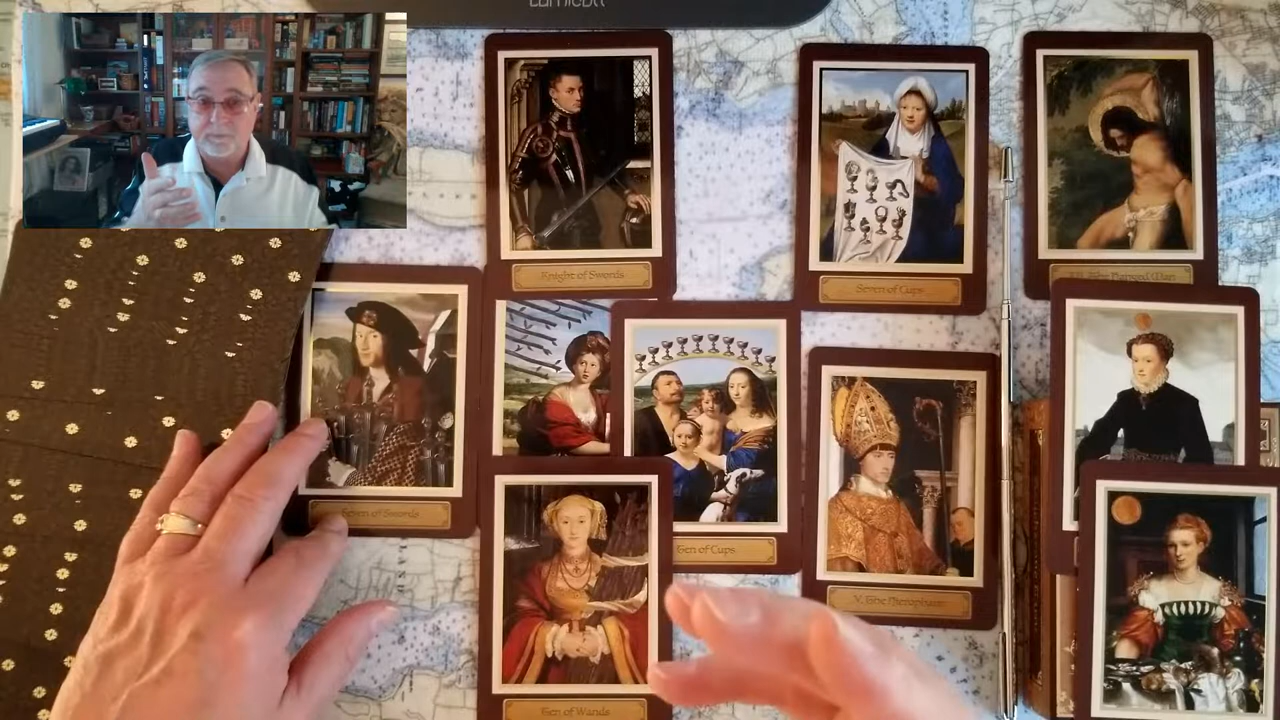 Knight of Swords
Seven of Cups
XII. The Hanged Man
Seven of Swords
Ten of Cups
V. The Hierophant
Ten of Wands